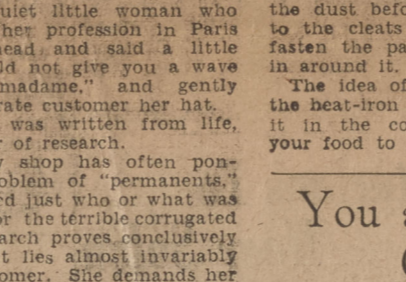 quiet little woman who
her profession in Paris
head, and said a little
ld not give you a wave
madame," and gently
rate customer her hat.
was written from life,
r of research.
shop has often pon-
oblem of "permanents,"
ed just who or what was
or the terrible corrugated
earch proves conclusively
t lies almost invariably
omer. She demands her
the dust befo
to the cleats
fasten the pa
in around it.
The idea of
the heat-iron
it in the co
your food to
You